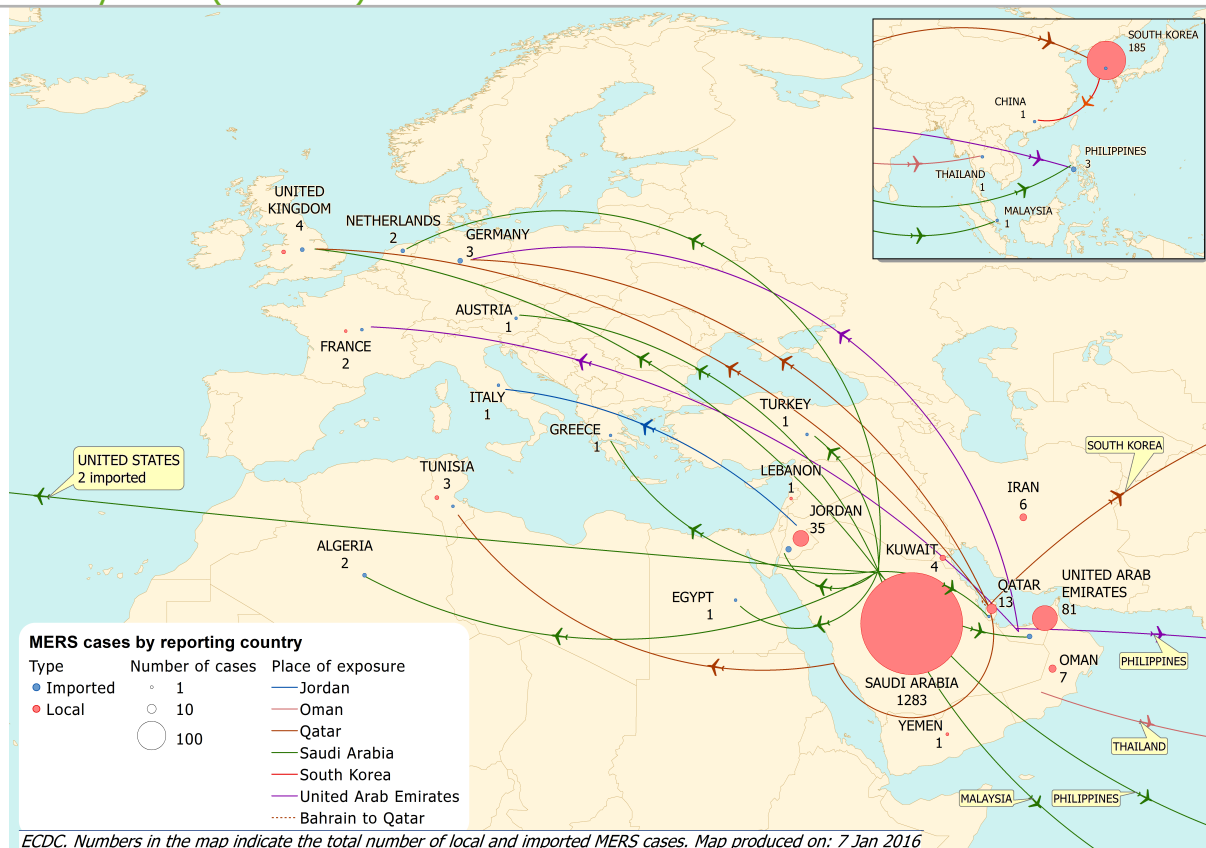 SOUTH KOREA
185
CHINA
1
PHILIPPINES
3
THAILAND
1
MALAYSIA
1
UNITED
KINGDOM
4
NETHERLANDS
2
GERMANY
3
AUSTRIA
1
FRANCE
2
ITALY
1
GREECE
1
TURKEY
1
UNITED STATES
2 imported
TUNISIA
3
LEBANON
1
JORDAN
35
IRAN
6
SOUTH KOREA
ALGERIA
2
KUWAIT
4
QATAR
13
UNITED ARAB
EMIRATES
81
EGYPT
1
PHILIPPINES
OMAN
7
SAUDI ARABIA
1283
YEMEN
1
THAILAND
MALAYSIA
PHILIPPINES
MERS cases by reporting country
Type
Imported
Local
Number of cases
1
10
100
Place of exposure
Jordan
Oman
Qatar
Saudi Arabia
South Korea
United Arab Emirates
Bahrain to Qatar
ECDC. Numbers in the map indicate the total number of local and imported MERS cases. Map produced on: 7 Jan 2016